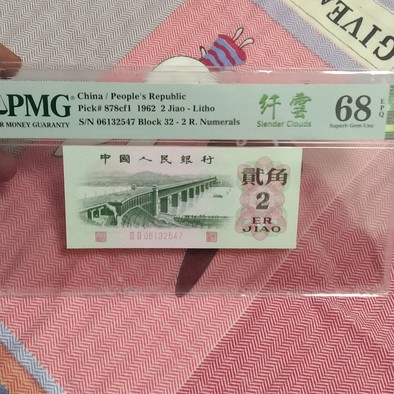 GIVEA
PMG
R MONEY GUARANTY
China / People's Republic
Pick# 878cf1 1962 2 Jiao - Litho
S/N 06132547 Block 32 - 2 R. Numerals
纤雲
Slender Clouds
68 EPQ
Superb Gem Unc
中國人民銀行
貳角
2
ER
JIAO
06132547